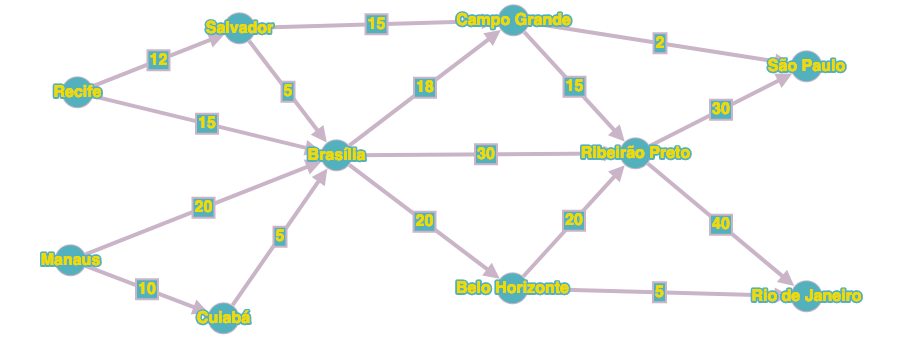 Salvador
15
Campo Grande
2
São Paulo
12
Recife
5
18
15
30
15
Brasília
30
Ribeirão Preto
20
20
20
40
5
Manaus
10
Cuiabá
Belo Horizonte
5
Rio de Janeiro